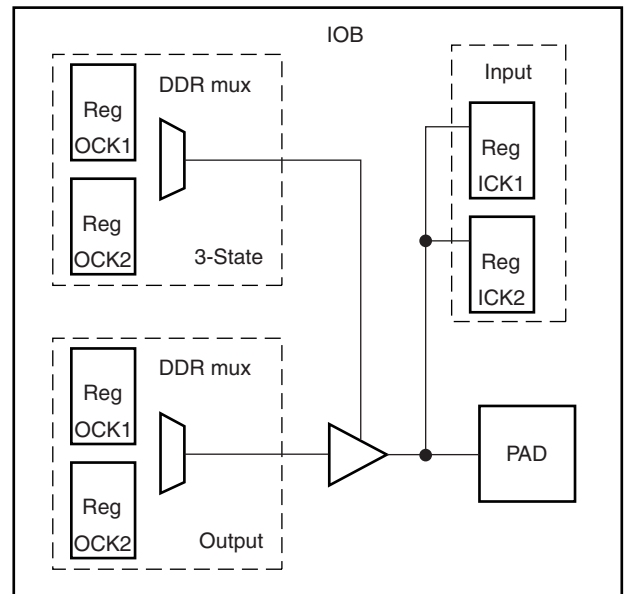 IOB
DDR mux
Reg
OCK1
Reg
OCK2
3-State
Input
Reg
ICK1
Reg
ICK2
DDR mux
Reg
OCK1
Reg
OCK2
Output
PAD